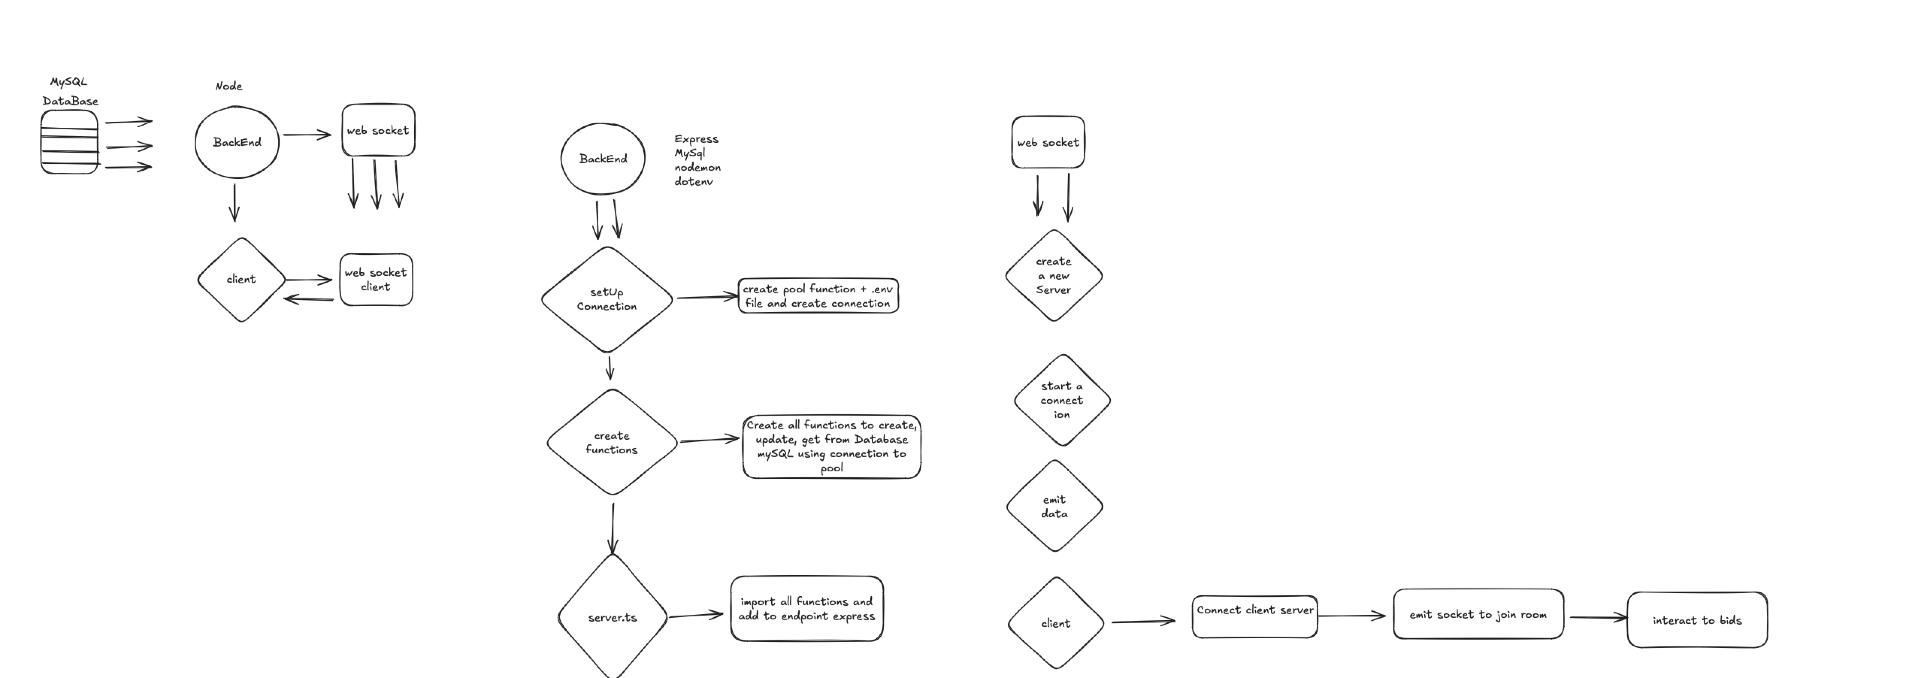 MySQL
DataBase
Node
BackEnd
web socket
client
web socket
client
BackEnd
Express
MySql
nodemon
dotenv
setUp
Connection
create pool function + .env
file and create connection
create
functions
Create all functions to create,
update, get from Database
mySQL using connection to
pool
server.ts
import all functions and
add to endpoint express
web socket
create
a new
Server
start a
connect
ion
emit
data
client
Connect client server
emit socket to join room
interact to bids